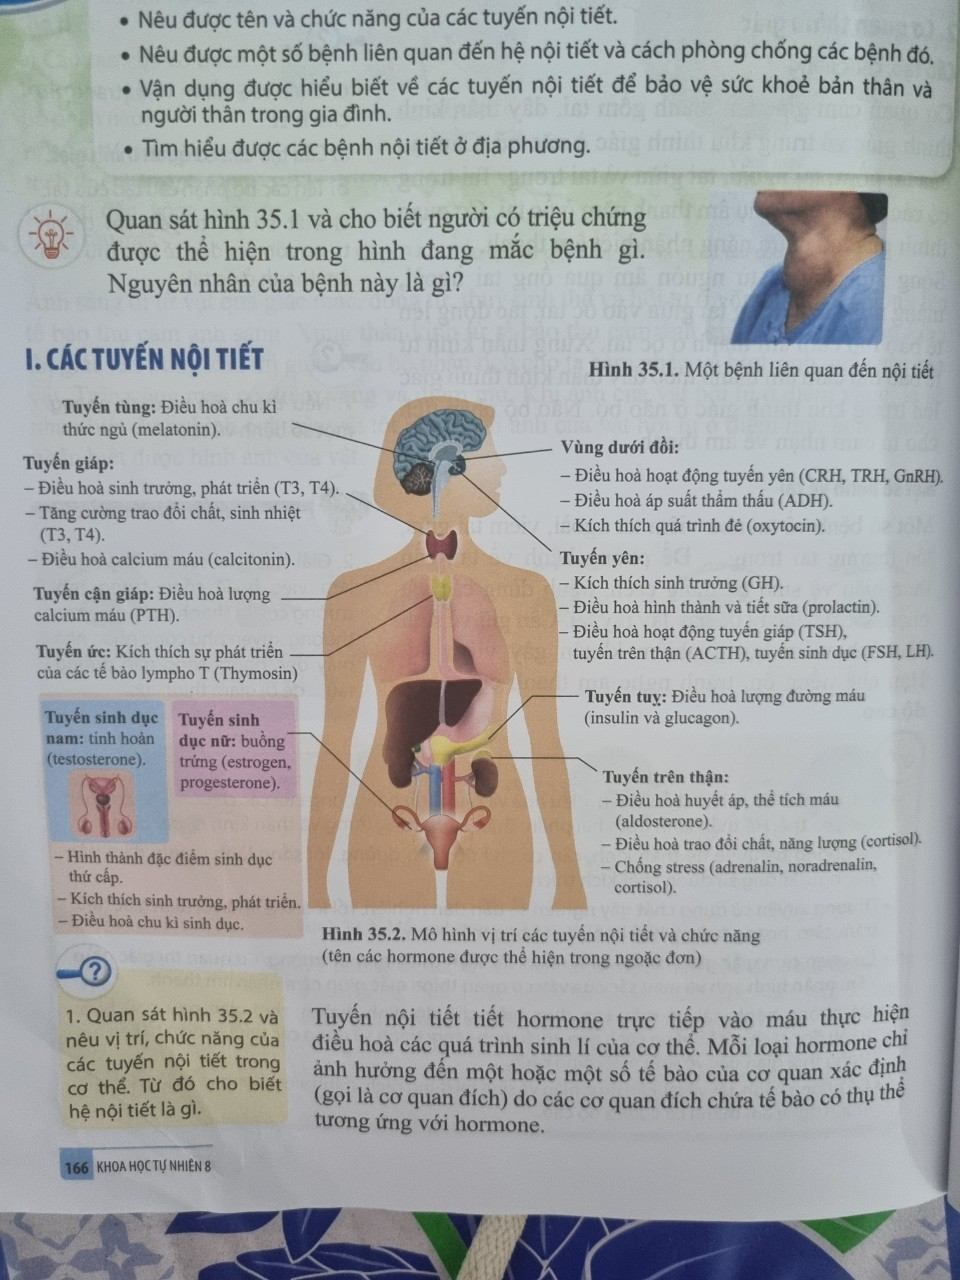 • Nêu được tên và chức năng của các tuyến nội tiết.
• Nêu được một số bệnh liên quan đến hệ nội tiết và cách phòng chống các bệnh đó.
• Vận dụng được hiểu biết về các tuyến nội tiết để bảo vệ sức khoẻ bản thân và
người thân trong gia đình.
• Tìm hiểu được các bệnh nội tiết ở địa phương.
Quan sát hình 35.1 và cho biết người có triệu chứng
được thể hiện trong hình đang mắc bệnh gì.
Nguyên nhân của bệnh này là gì?
Hình 35.1. Một bệnh liên quan đến nội tiết
I. CÁC TUYẾN NỘI TIẾT
Tuyến tùng: Điều hoà chu kì
thức ngủ (melatonin).
Tuyến giáp:
– Điều hoà sinh trưởng, phát triển (T3, T4).
– Tăng cường trao đổi chất, sinh nhiệt
(T3, T4).
– Điều hoà calcium máu (calcitonin).
Tuyến cận giáp: Điều hoà lượng
calcium máu (PTH).
Tuyến ức: Kích thích sự phát triển
của các tế bào lympho T (Thymosin)
Tuyến sinh dục
nam: tinh hoàn
(testosterone).
Tuyến sinh
dục nữ: buồng
trứng (estrogen,
progesterone).
– Hình thành đặc điểm sinh dục
thứ cấp.
– Kích thích sinh trưởng, phát triển.
– Điều hoà chu kì sinh dục.
Vùng dưới đồi:
– Điều hoà hoạt động tuyến yên (CRH, TRH, GnRH).
– Điều hoà áp suất thẩm thấu (ADH).
– Kích thích quá trình đẻ (oxytocin).
Tuyến yên:
– Kích thích sinh trưởng (GH).
– Điều hoà hình thành và tiết sữa (prolactin).
– Điều hoà hoạt động tuyến giáp (TSH),
tuyến trên thận (ACTH), tuyến sinh dục (FSH, LH).
Tuyến tuỵ: Điều hoà lượng đường máu
(insulin và glucagon).
Tuyến trên thận:
– Điều hoà huyết áp, thể tích máu
(aldosterone).
– Điều hoà trao đổi chất, năng lượng (cortisol).
– Chống stress (adrenalin, noradrenalin,
cortisol).
Hình 35.2. Mô hình vị trí các tuyến nội tiết và chức năng
(tên các hormone được thể hiện trong ngoặc đơn)
?
1. Quan sát hình 35.2 và
nêu vị trí, chức năng của
các tuyến nội tiết trong
cơ thể. Từ đó cho biết
hệ nội tiết là gì.
Tuyến nội tiết tiết hormone trực tiếp vào máu thực hiện
điều hoà các quá trình sinh lí của cơ thể. Mỗi loại hormone chỉ
ảnh hưởng đến một hoặc một số tế bào của cơ quan xác định
(gọi là cơ quan đích) do các cơ quan đích chứa tế bào có thụ thể
tương ứng với hormone.
166 KHOA HỌC TỰ NHIÊN 8